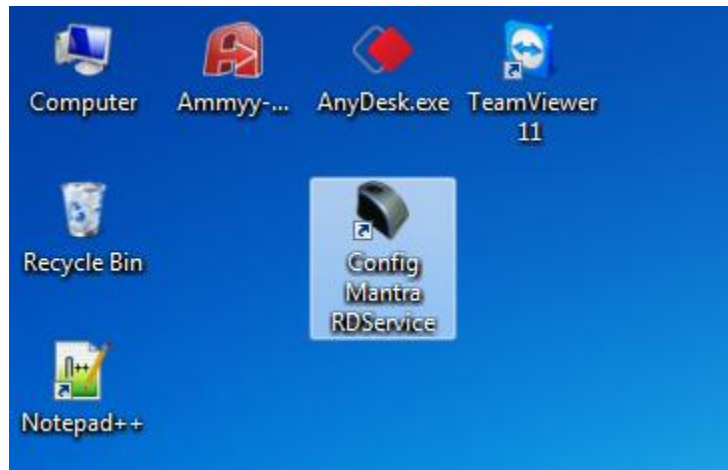 Computer
Ammyy-...
AnyDesk.exe
TeamViewer
11
Recycle Bin
Config
Mantra
RDService
Notepad++